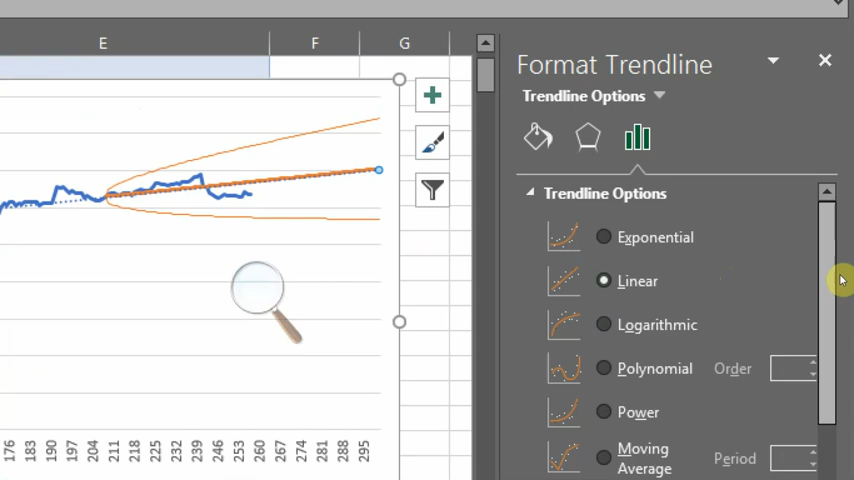 E F G
Format Trendline
Trendline Options
Trendline Options
Exponential
Linear
Logarithmic
Polynomial Order
Power
Moving
Average Period
176 183 190 197 204 211 218 225 232 239 246 253 260 267 274 281 288 295